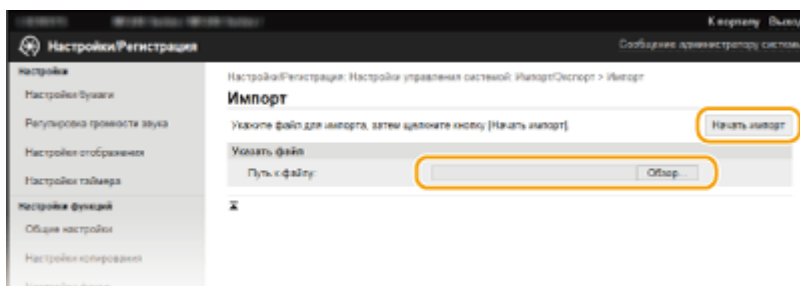 К порталу Выход
Настройки/Регистрация
Сообщение администратору системы
Настройки
Настройки бумаги
Регулировка громкости звука
Настройки отображения
Настройки таймера
Настройки функций
Общие настройки
Настройки копирования
Настройки/Регистрация: Настройки управления системой: Импорт/Экспорт > Импорт
Импорт
Укажите файл для импорта, затем щелкните кнопку [Начать импорт].
Начать импорт
Указать файл
Путь к файлу:
Обзор...